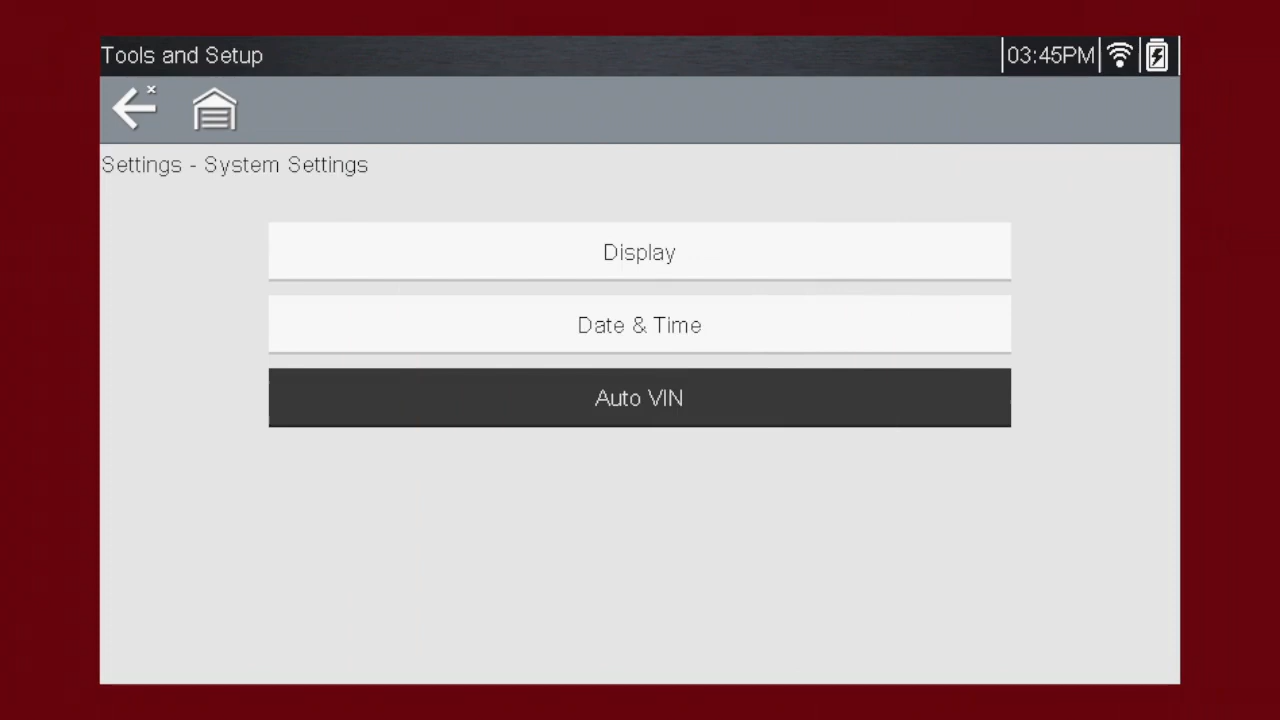 Tools and Setup
03:45PM
Settings - System Settings
Display
Date & Time
Auto VIN